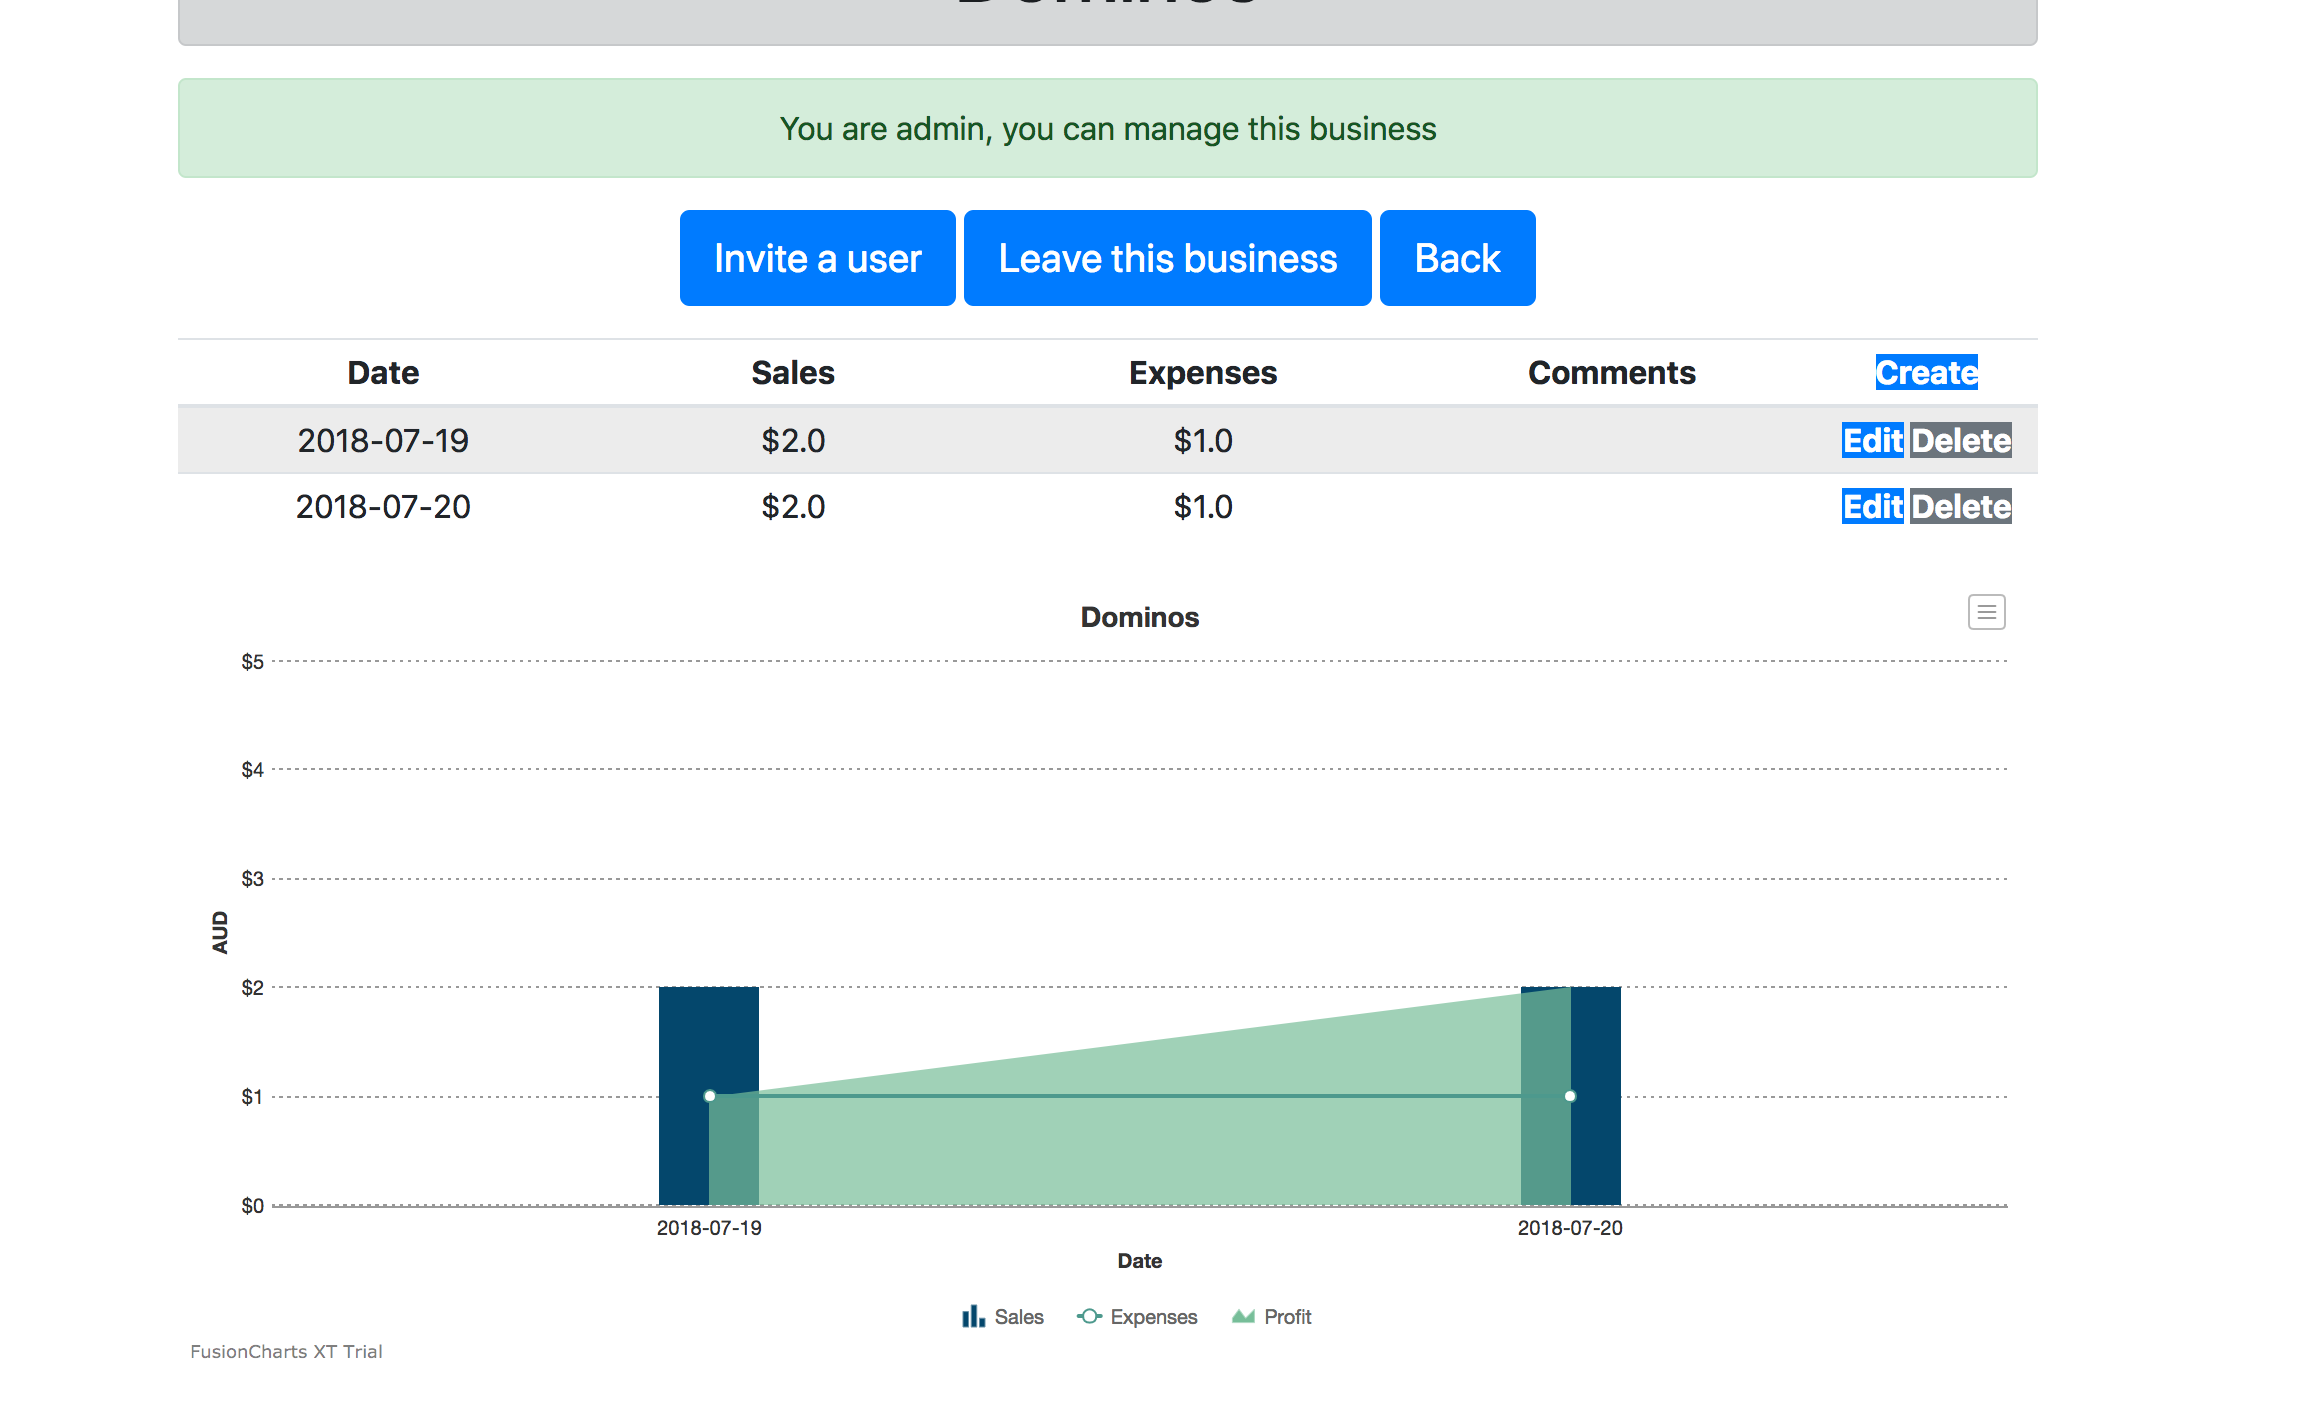 You are admin, you can manage this business
Invite a user Leave this business Back
Date Sales Expenses Comments Create
2018-07-19 $2.0 $1.0 Edit Delete
2018-07-20 $2.0 $1.0 Edit Delete
Dominos
$5
$4
$3
AUD
$2
$1
$0
2018-07-19 2018-07-20
Date
Sales Expenses Profit
FusionCharts XT Trial